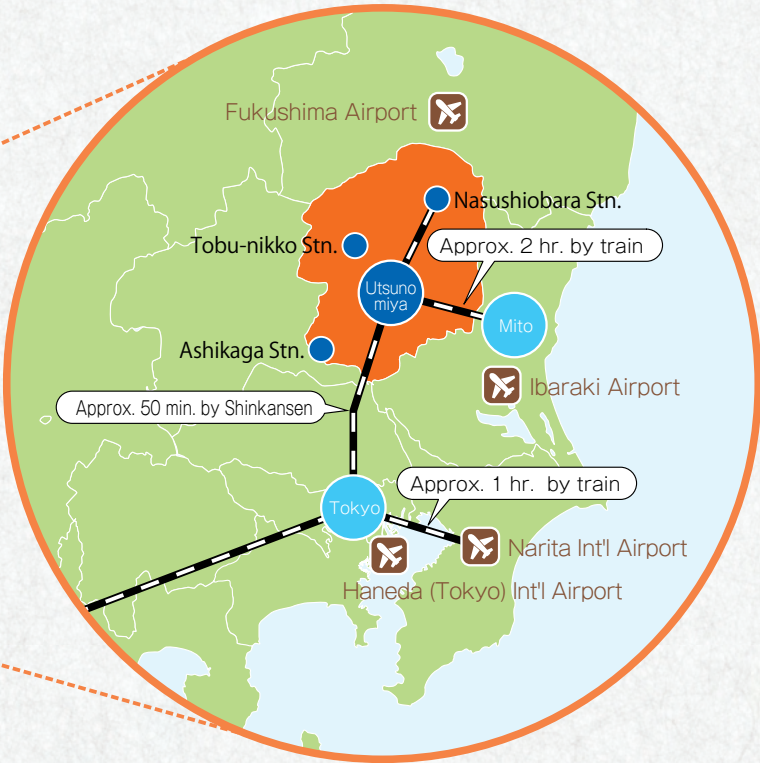 Fukushima Airport
Nasushiobara Stn.
Tobu-nikko Stn.
Approx. 2 hr. by train
Utsuno
miya
Mito
Ashikaga Stn.
Ibaraki Airport
Approx. 50 min. by Shinkansen
Approx. 1 hr. by train
Tokyo
Narita Int'l Airport
Haneda (Tokyo) Int'l Airport